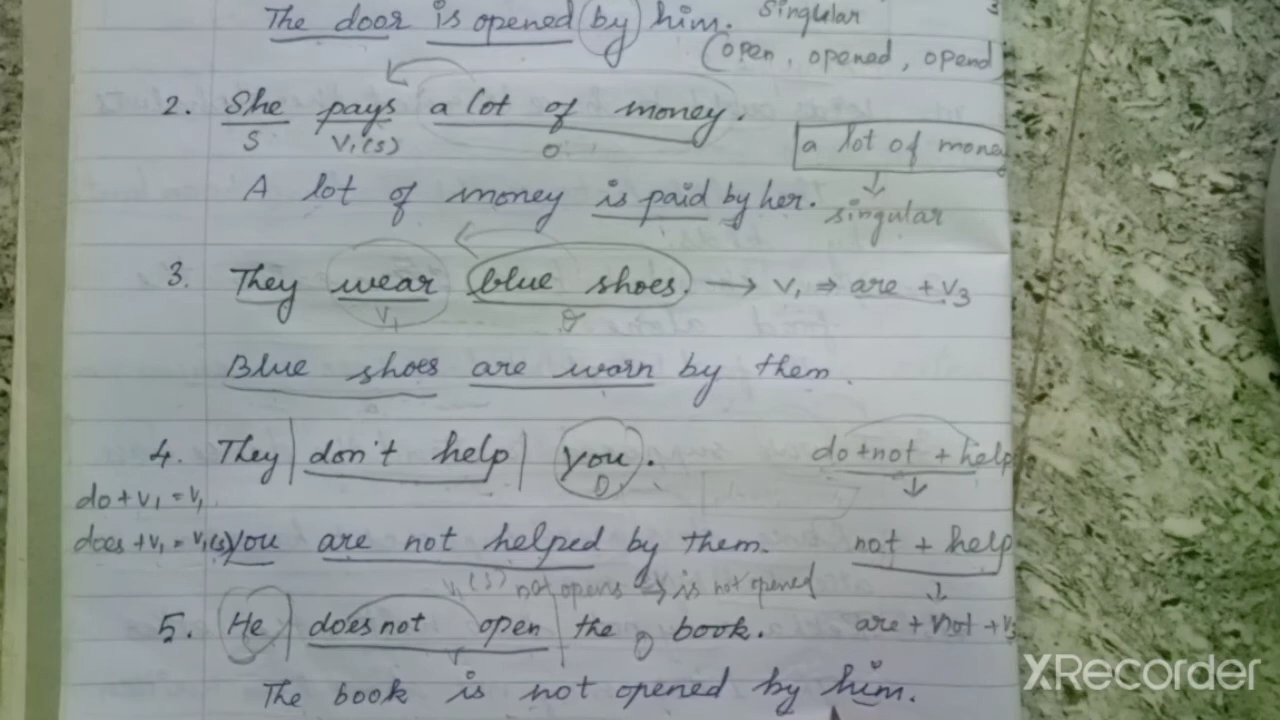 The door is opened by him. Singular
(open, opened, opend)
2. She pays a lot of money.
S V₁(s) O
a lot of money
A lot of money is paid by her. singular
3. They wear blue shoes. → V₁ ⇒ are + V₃
V₁ O
Blue shoes are worn by them.
4. They | don't help | you. do+not + help
O
do + V₁ = V₁
does + V₁ = V₁(s) You are not helped by them. not + help
V₁(s) not opens → is not opened
5. He | does not open | the book. are + not + V₃
V O
The book is not opened by him.
XRecorder